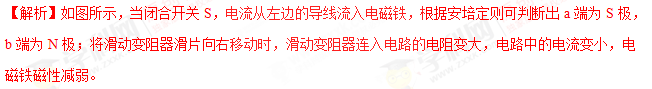 【解析】如图所示，当闭合开关 S，电流从左边的导线流入电磁铁，根据安培定则可判断出 a 端为 S 极，
b 端为 N 极；将滑动变阻器滑片向右移动时，滑动变阻器连入电路的电阻变大，电路中的电流变小，电
磁铁磁性减弱。